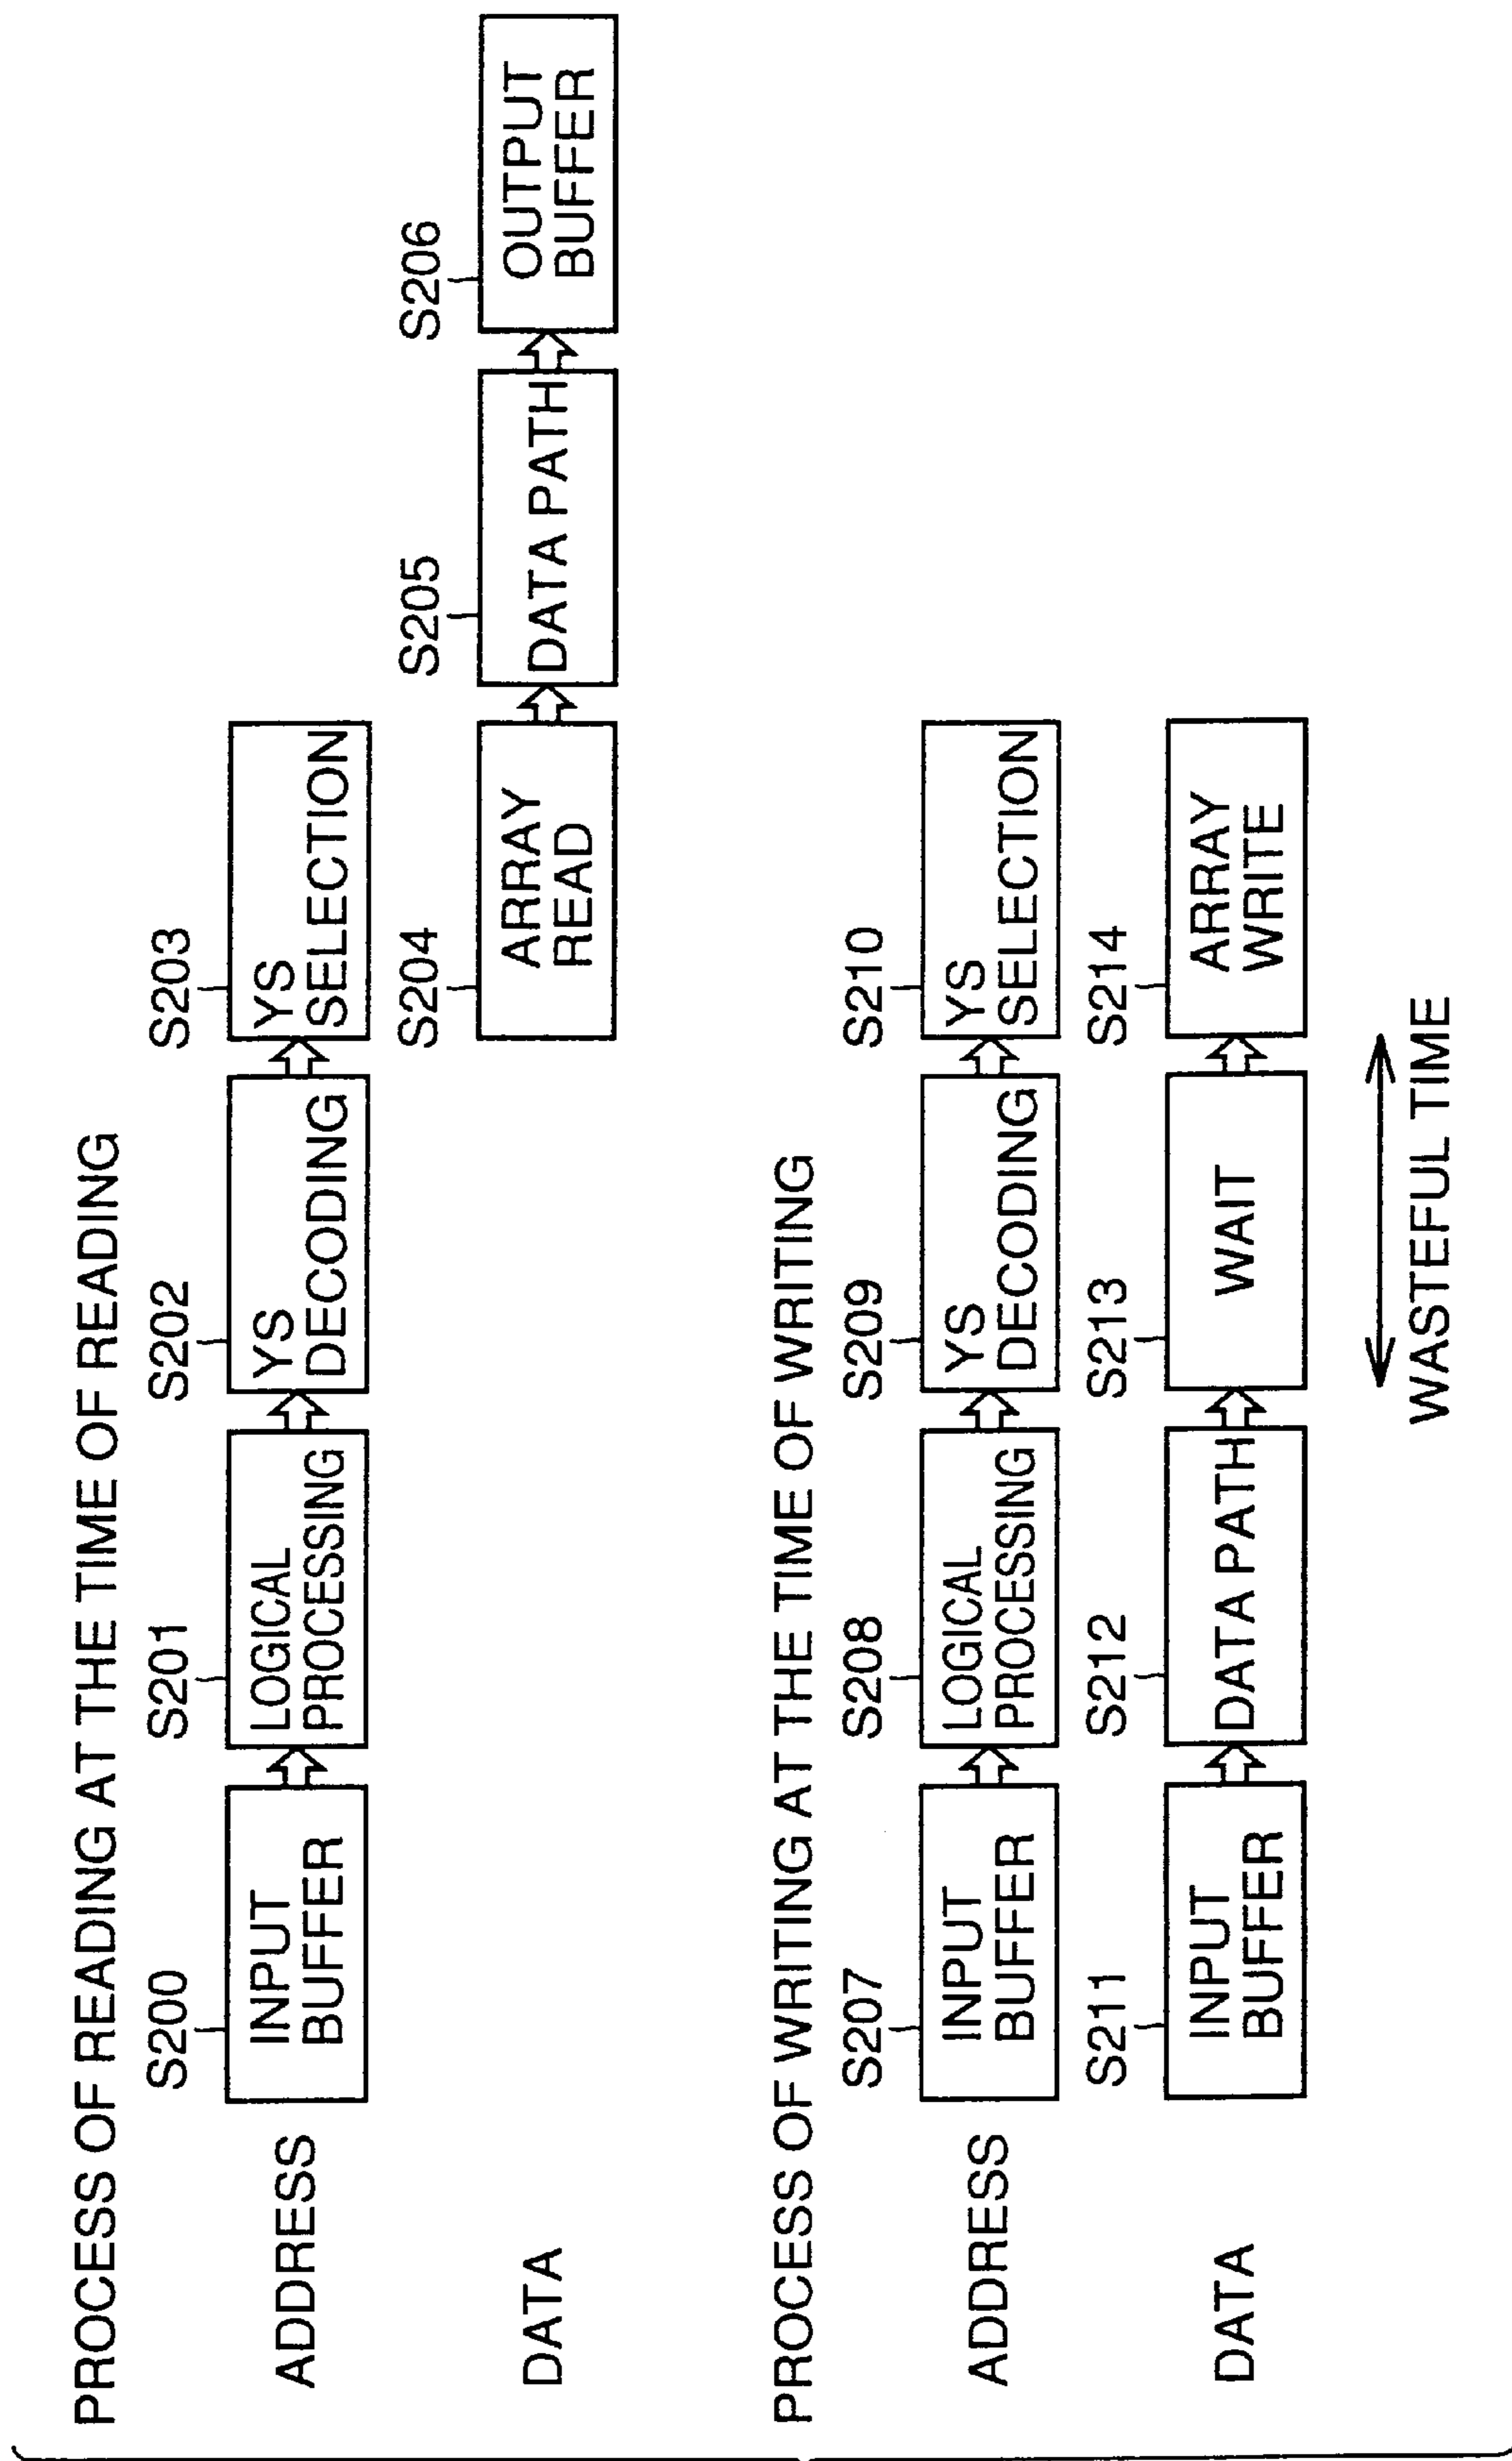 PROCESS OF READING AT THE TIME OF READING
S200
S201
S202
S203
ADDRESS
INPUT
BUFFER
LOGICAL
PROCESSING
YS
DECODING
YS
SELECTION
S204
S205
S206
DATA
ARRAY
READ
DATA PATH
OUTPUT
BUFFER
PROCESS OF WRITING AT THE TIME OF WRITING
S207
S208
S209
S210
ADDRESS
INPUT
BUFFER
LOGICAL
PROCESSING
YS
DECODING
YS
SELECTION
S211
S212
S213
S214
DATA
INPUT
BUFFER
DATA PATH
WAIT
ARRAY
WRITE
WASTEFUL TIME